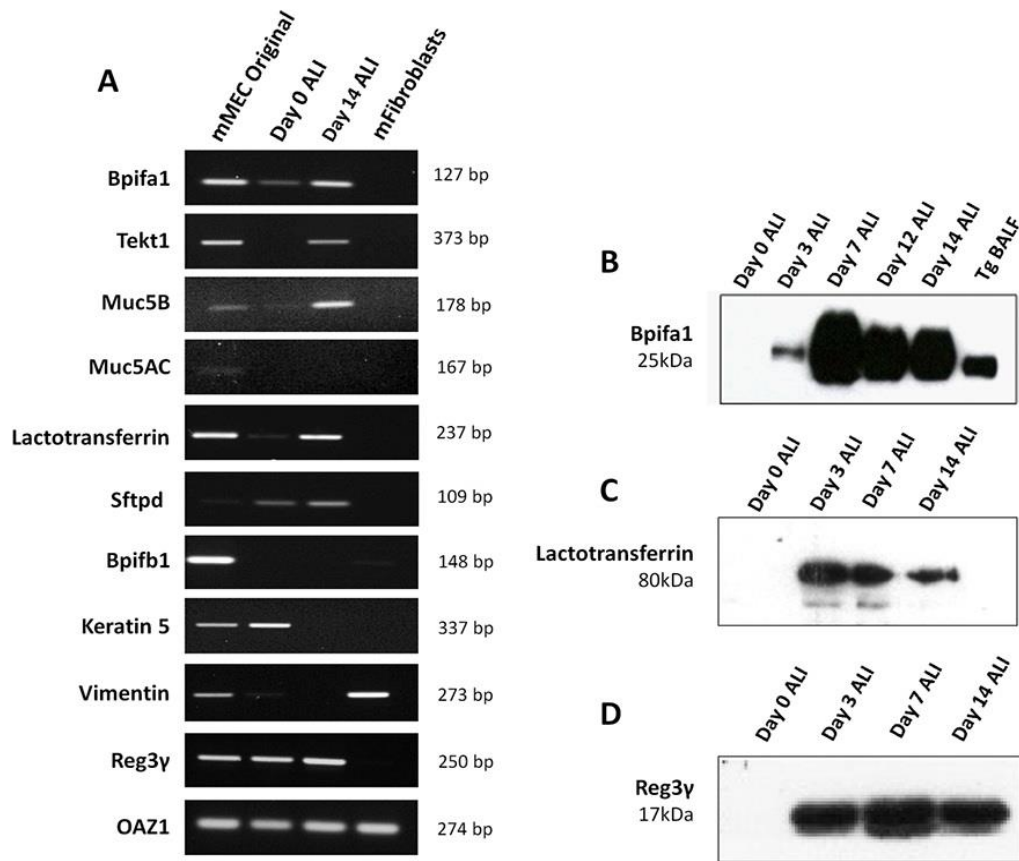 A
mMEC Original
Day 0 ALI
Day 14 ALI
mFibroblasts
Bpifa1
127 bp
Tekt1
373 bp
Muc5B
178 bp
Muc5AC
167 bp
Lactotransferrin
237 bp
Sftpd
109 bp
Bpifb1
148 bp
Keratin 5
337 bp
Vimentin
273 bp
Reg3γ
250 bp
OAZ1
274 bp
B
Day 0 ALI
Day 3 ALI
Day 7 ALI
Day 12 ALI
Day 14 ALI
Tg BALF
Bpifa1
25kDa
C
Day 0 ALI
Day 3 ALI
Day 7 ALI
Day 14 ALI
Lactotransferrin
80kDa
D
Day 0 ALI
Day 3 ALI
Day 7 ALI
Day 14 ALI
Reg3γ
17kDa